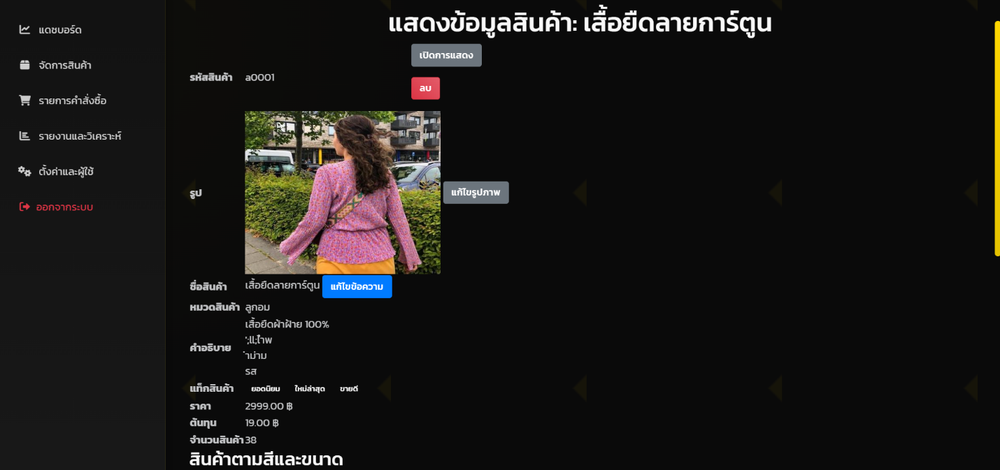 แดชบอร์ด
จัดการสินค้า
รายการคำสั่งซื้อ
รายงานและวิเคราะห์
ตั้งค่าและผู้ใช้
ออกจากระบบ
แสดงข้อมูลสินค้า: เสื้อยืดลายการ์ตูน
เปิดการแสดง
รหัสสินค้า a0001
ลบ
รูป
แก้ไขรูปภาพ
ชื่อสินค้า เสื้อยืดลายการ์ตูน แก้ไขข้อความ
หมวดสินค้า ลูกอม
คำอธิบาย
เสื้อยืดผ้าฝ้าย 100%
รส
แท็กสินค้า ยอดนิยม ใหม่ล่าสุด ขายดี
ราคา 2999.00 ฿
ต้นทุน 19.00 ฿
จำนวนสินค้า 38
สินค้าตามสีและขนาด